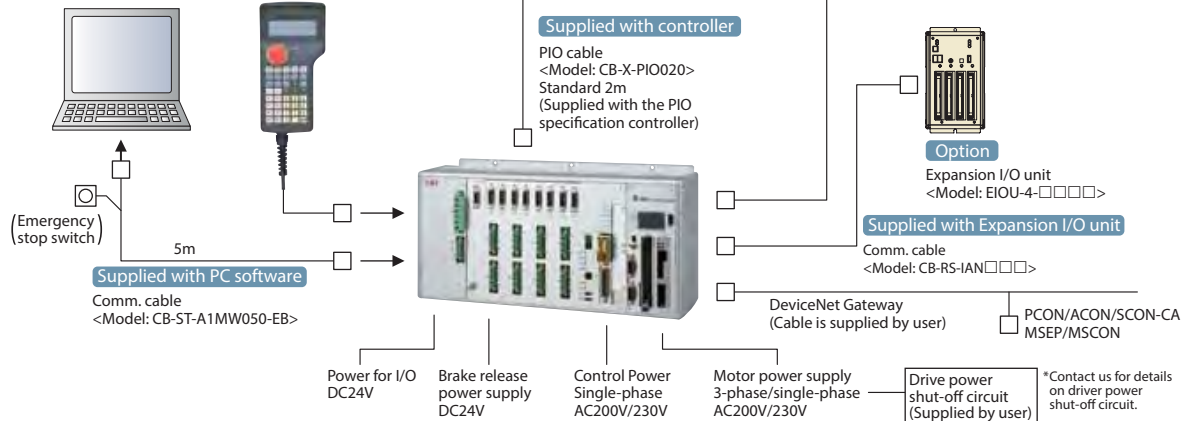 Supplied with controller
PIO cable
<Model: CB-X-PIO020>
Standard 2m
(Supplied with the PIO
specification controller)
Option
Expansion I/O unit
<Model: EIOU-4-□□□□>
Supplied with Expansion I/O unit
Comm. cable
<Model: CB-RS-IAN□□□>
(Emergency
stop switch)
5m
Supplied with PC software
Comm. cable
<Model: CB-ST-A1MW050-EB>
DeviceNet Gateway
(Cable is supplied by user)
PCON/ACON/SCON-CA
MSEP/MSCON
Power for I/O
DC24V
Brake release
power supply
DC24V
Control Power
Single-phase
AC200V/230V
Motor power supply
3-phase/single-phase
AC200V/230V
Drive power
shut-off circuit
(Supplied by user)
*Contact us for details
on driver power
shut-off circuit.